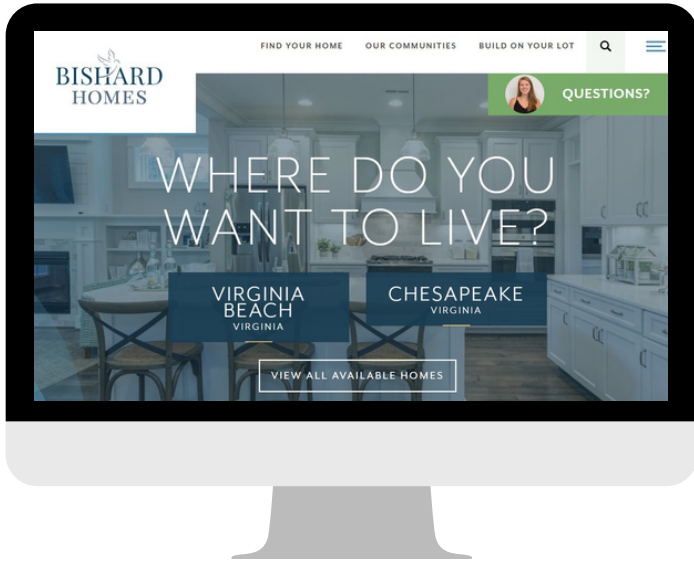 FIND YOUR HOME OUR COMMUNITIES BUILD ON YOUR LOT
BISHARD
HOMES
QUESTIONS?
WHERE DO YOU
WANT TO LIVE?
VIRGINIA
BEACH
VIRGINIA
CHESAPEAKE
VIRGINIA
VIEW ALL AVAILABLE HOMES